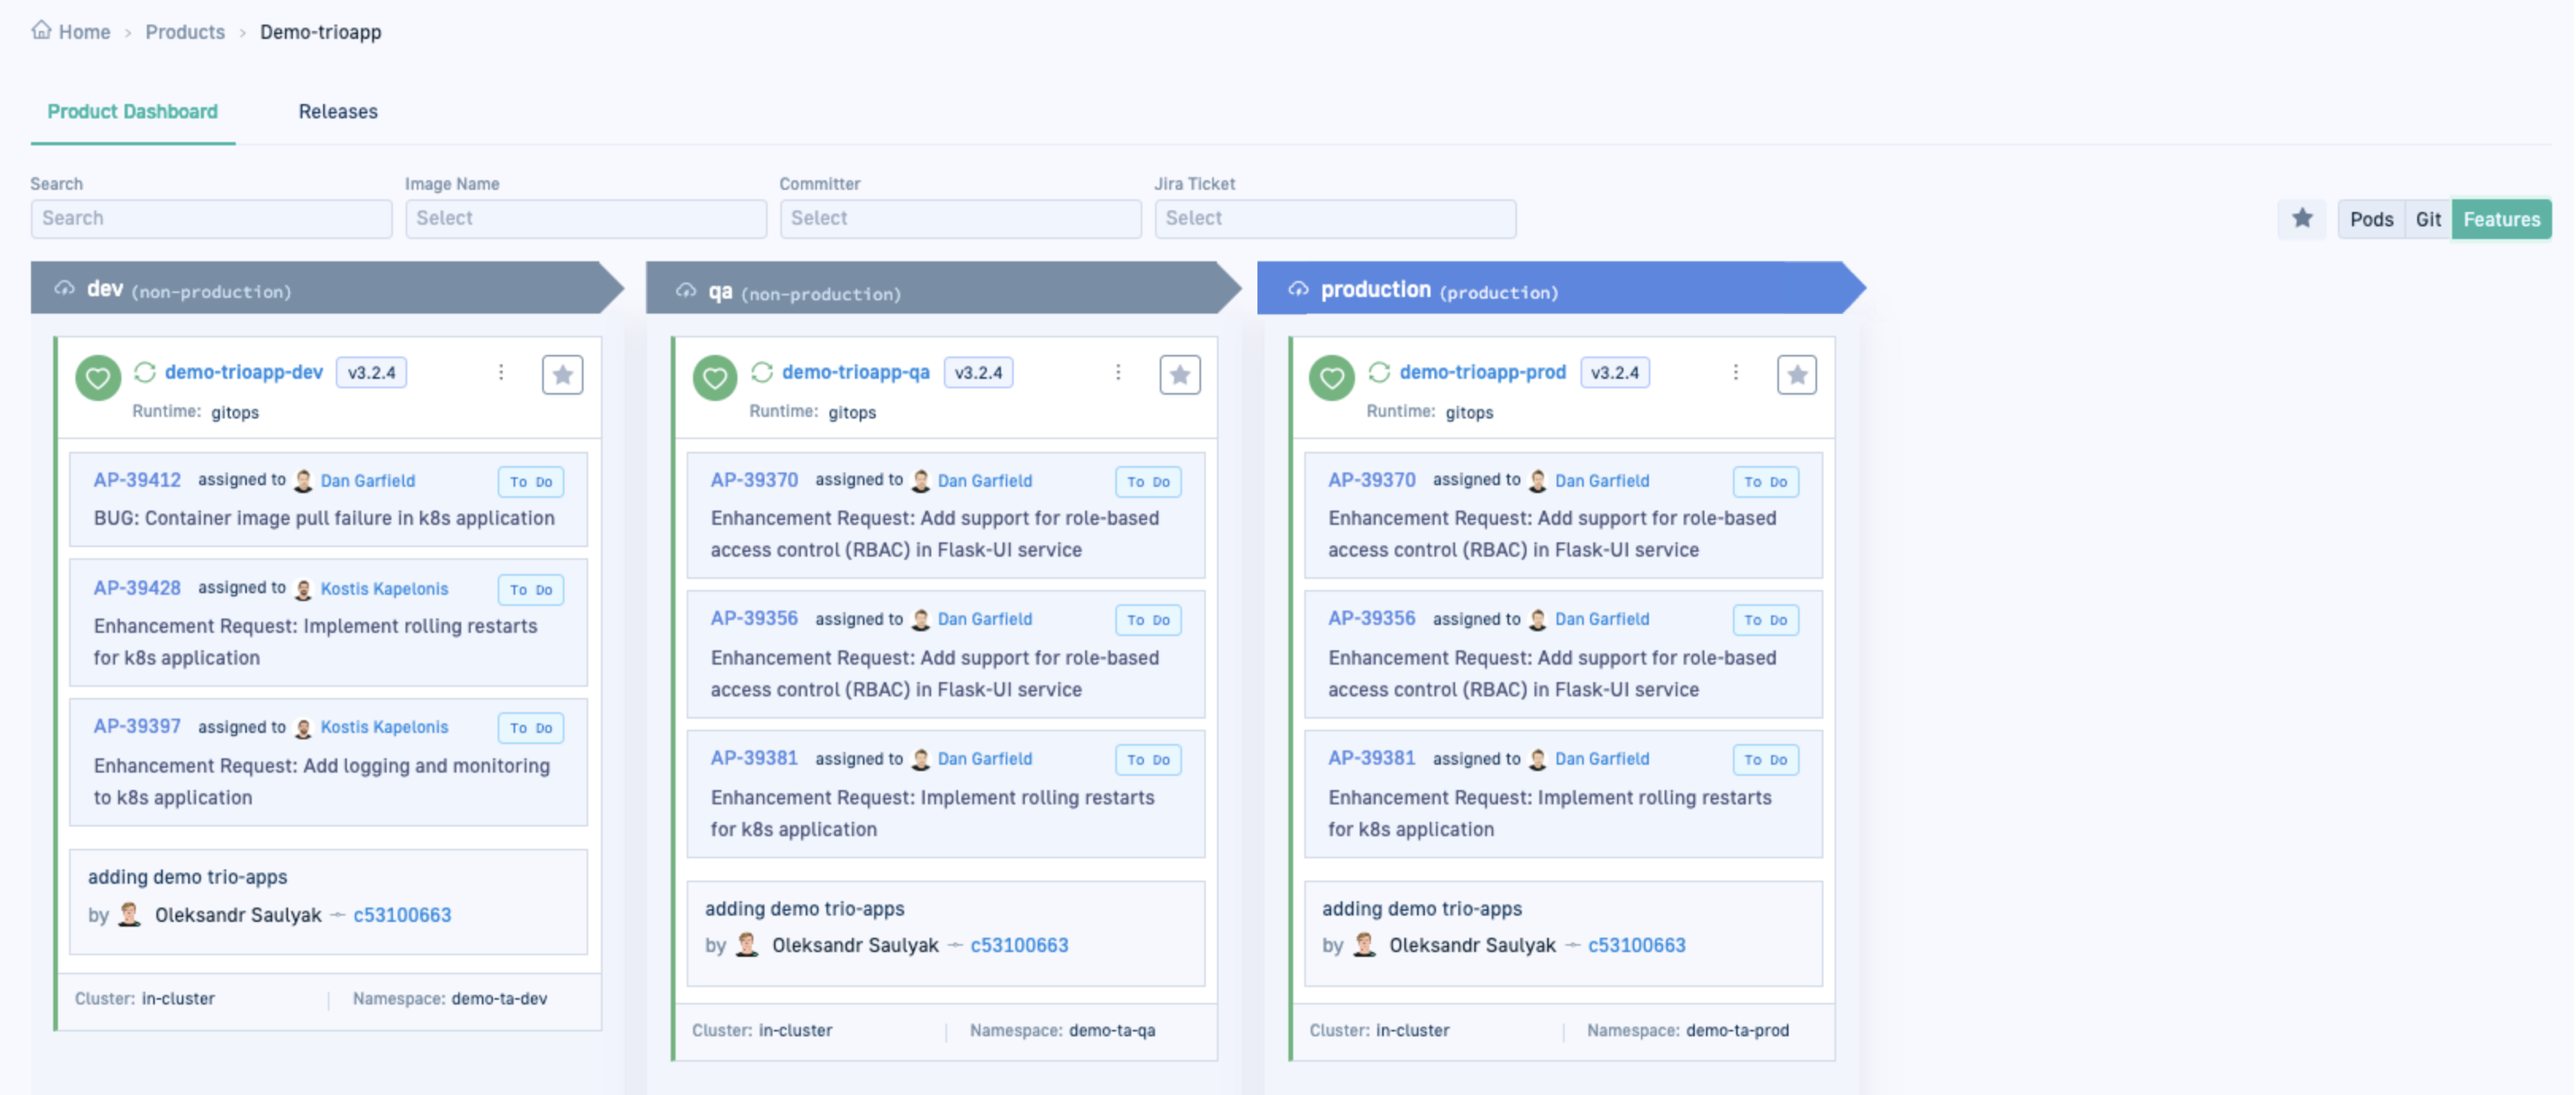 Home › Products › Demo-trioapp
Product Dashboard Releases
Search Image Name Committer Jira Ticket
Search Select Select Select Pods Git Features
dev (non-production)
demo-trioapp-dev v3.2.4
Runtime: gitops
AP-39412 assigned to Dan Garfield To Do
BUG: Container image pull failure in k8s application
AP-39428 assigned to Kostis Kapelonis To Do
Enhancement Request: Implement rolling restarts
for k8s application
AP-39397 assigned to Kostis Kapelonis To Do
Enhancement Request: Add logging and monitoring
to k8s application
adding demo trio-apps
by Oleksandr Saulyak c53100663
Cluster: in-cluster Namespace: demo-ta-dev
qa (non-production)
demo-trioapp-qa v3.2.4
Runtime: gitops
AP-39370 assigned to Dan Garfield To Do
Enhancement Request: Add support for role-based
access control (RBAC) in Flask-UI service
AP-39356 assigned to Dan Garfield To Do
Enhancement Request: Add support for role-based
access control (RBAC) in Flask-UI service
AP-39381 assigned to Dan Garfield To Do
Enhancement Request: Implement rolling restarts
for k8s application
adding demo trio-apps
by Oleksandr Saulyak c53100663
Cluster: in-cluster Namespace: demo-ta-qa
production (production)
demo-trioapp-prod v3.2.4
Runtime: gitops
AP-39370 assigned to Dan Garfield To Do
Enhancement Request: Add support for role-based
access control (RBAC) in Flask-UI service
AP-39356 assigned to Dan Garfield To Do
Enhancement Request: Add support for role-based
access control (RBAC) in Flask-UI service
AP-39381 assigned to Dan Garfield To Do
Enhancement Request: Implement rolling restarts
for k8s application
adding demo trio-apps
by Oleksandr Saulyak c53100663
Cluster: in-cluster Namespace: demo-ta-prod